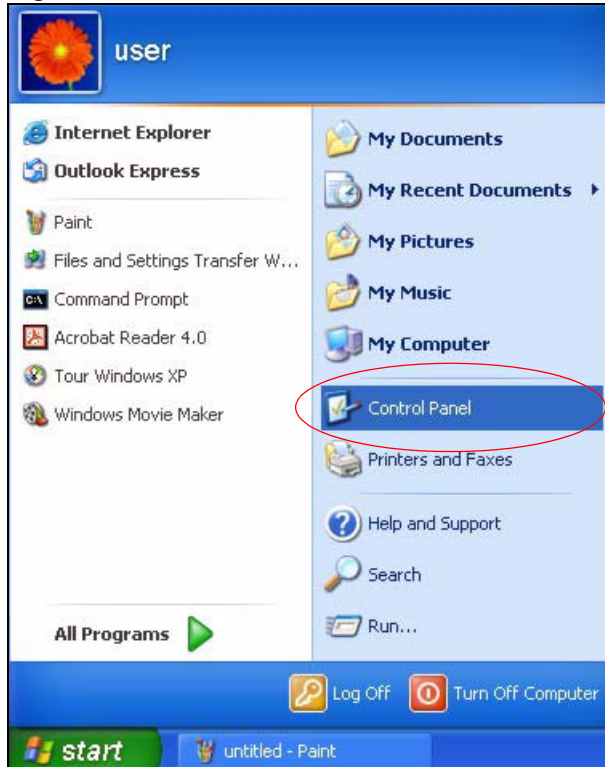 user
Internet Explorer
Outlook Express
Paint
Files and Settings Transfer W...
Command Prompt
Acrobat Reader 4.0
Tour Windows XP
Windows Movie Maker
All Programs
My Documents
My Recent Documents
My Pictures
My Music
My Computer
Control Panel
Printers and Faxes
Help and Support
Search
Run...
Log Off
Turn Off Computer
start
untitled - Paint